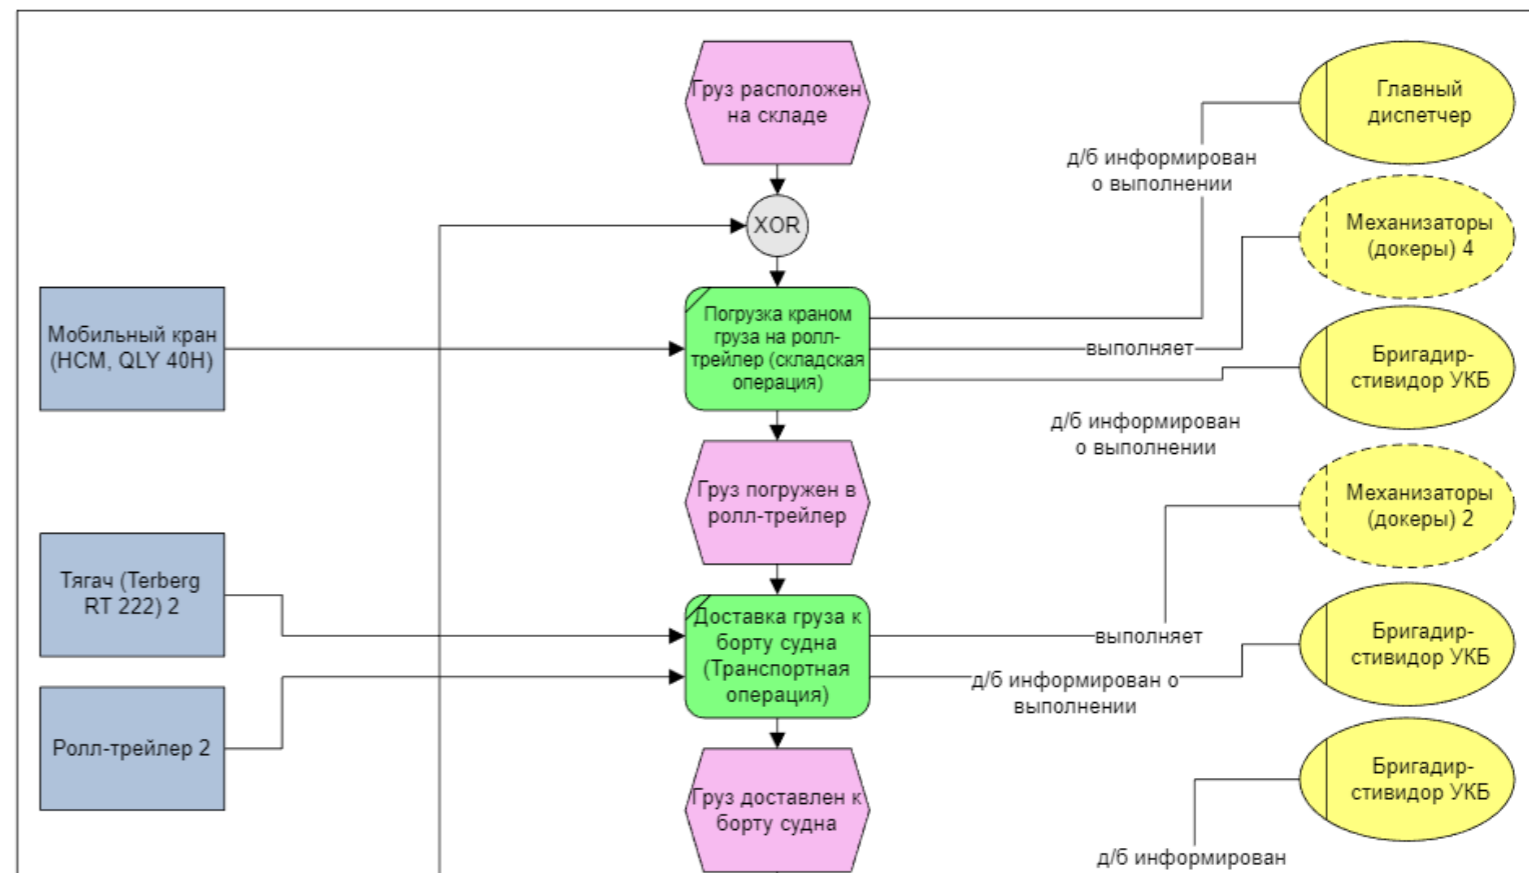 Груз расположен
на складе
Главный
диспетчер
д/б информирован
о выполнении
XOR
Механизаторы
(докеры) 4
Мобильный кран
(HCM, QLY 40H)
Погрузка краном
груза на ролл-
трейлер (складская
операция)
выполняет
Бригадир-
стивидор УКБ
д/б информирован
о выполнении
Груз погружен в
ролл-трейлер
Механизаторы
(докеры) 2
Тягач (Terberg
RT 222) 2
Доставка груза к
борту судна
(Транспортная
операция)
выполняет
Бригадир-
стивидор УКБ
д/б информирован о
выполнении
Ролл-трейлер 2
Груз доставлен к
борту судна
Бригадир-
стивидор УКБ
д/б информирован